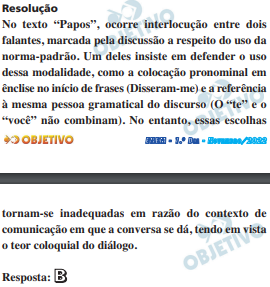 Resolução
No texto “Papos”, ocorre interlocução entre dois
falantes, marcada pela discussão a respeito do uso da
norma-padrão. Um deles insiste em defender o uso
dessa modalidade, como a colocação pronominal em
ênclise no início de frases (Disseram-me) e a referência
à mesma pessoa gramatical do discurso (O “te” e o
“você” não combinam). No entanto, essas escolhas
OBJETIVO ENEM - 1.º Dia - Novembro/2022
tornam-se inadequadas em razão do contexto de
comunicação em que a conversa se dá, tendo em vista
o teor coloquial do diálogo.
Resposta: B
OBJETIVO
OBJETIVO
OBJETIVO